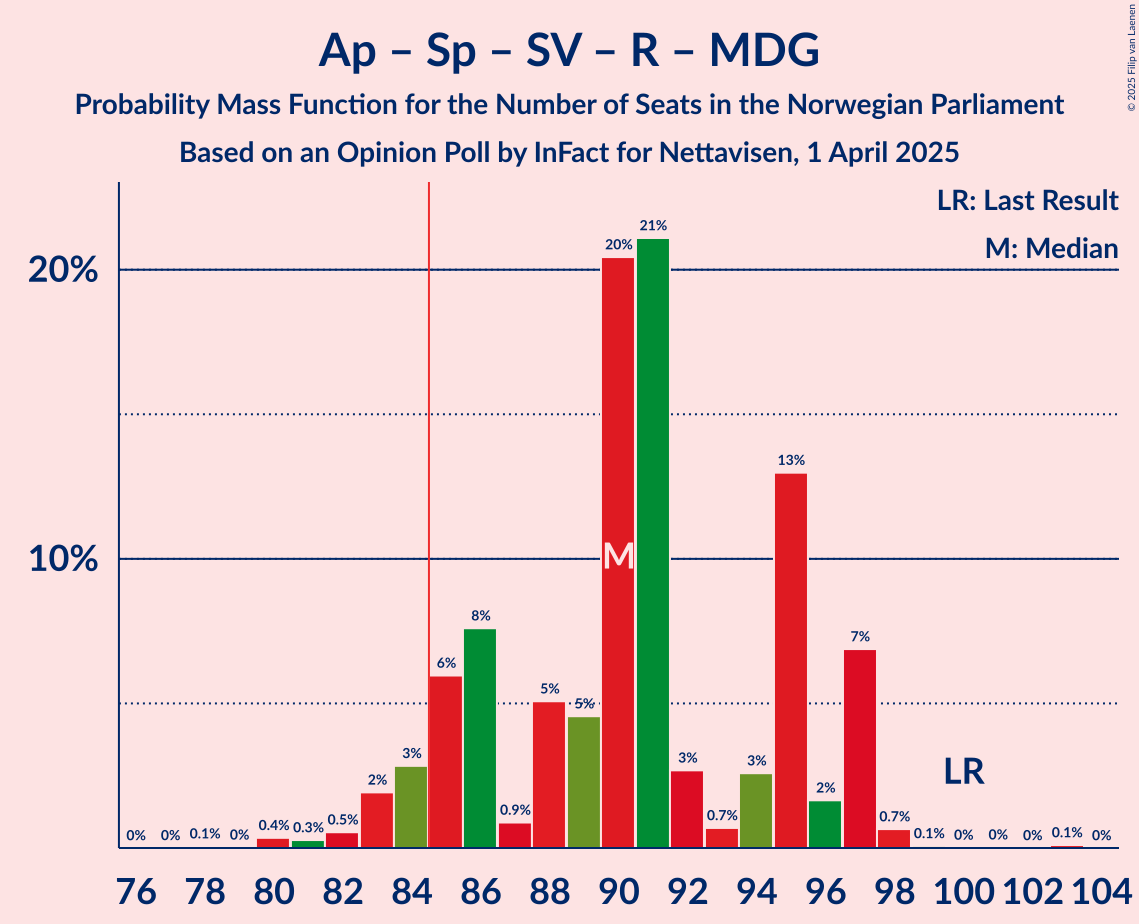 Ap – Sp – SV – R – MDG
Probability Mass Function for the Number of Seats in the Norwegian Parliament
Based on an Opinion Poll by InFact for Nettavisen, 1 April 2025
© 2025 Filip van Laenen
LR: Last Result
M: Median
20%
10%
0% 0% 0.1% 0% 0.4% 0.3% 0.5% 2% 3% 6% 8% 0.9% 5% 5% 20% 21% 3% 0.7% 3% 13% 2% 7% 0.7% 0.1% 0% 0% 0% 0.1% 0%
M
LR
76 78 80 82 84 86 88 90 92 94 96 98 100 102 104